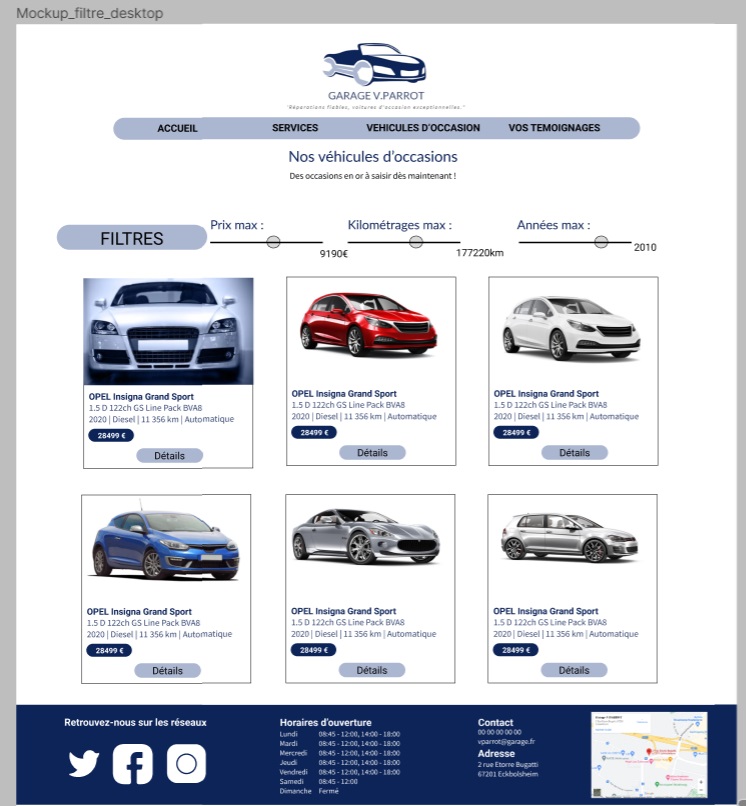 Mockup_filtre_desktop
GARAGE V.PARROT
"Réparations fiables, voitures d'occasion exceptionnelles."
ACCUEIL SERVICES VEHICULES D'OCCASION VOS TEMOIGNAGES
Nos véhicules d'occasions
Des occasions en or à saisir dès maintenant !
FILTRES
Prix max : Kilométrages max : Années max :
9190€ 177220km 2010
OPEL Insigna Grand Sport
1.5 D 122ch GS Line Pack BVA8
2020 | Diesel | 11 356 km | Automatique
28499 €
Détails
OPEL Insigna Grand Sport
1.5 D 122ch GS Line Pack BVA8
2020 | Diesel | 11 356 km | Automatique
28499 €
Détails
OPEL Insigna Grand Sport
1.5 D 122ch GS Line Pack BVA8
2020 | Diesel | 11 356 km | Automatique
28499 €
Détails
OPEL Insigna Grand Sport
1.5 D 122ch GS Line Pack BVA8
2020 | Diesel | 11 356 km | Automatique
28499 €
Détails
OPEL Insigna Grand Sport
1.5 D 122ch GS Line Pack BVA8
2020 | Diesel | 11 356 km | Automatique
28499 €
Détails
OPEL Insigna Grand Sport
1.5 D 122ch GS Line Pack BVA8
2020 | Diesel | 11 356 km | Automatique
28499 €
Détails
Retrouvez-nous sur les réseaux
Horaires d'ouverture
Lundi 08:45 - 12:00, 14:00 - 18:00
Mardi 08:45 - 12:00, 14:00 - 18:00
Mercredi 08:45 - 12:00, 14:00 - 18:00
Jeudi 08:45 - 12:00, 14:00 - 18:00
Vendredi 08:45 - 12:00, 14:00 - 18:00
Samedi 08:45 - 12:00
Dimanche Fermé
Contact
00 00 00 00 00
vparrot@garage.fr
Adresse
2 rue Etorre Bugatti
67201 Eckbolsheim